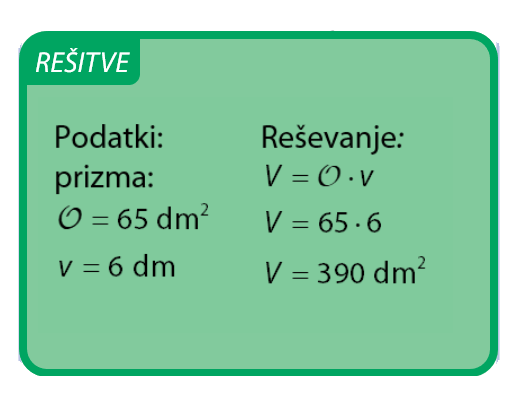 REŠITVE
Podatki:
prizma:
𝒪 = 65 dm²
v = 6 dm
Reševanje:
V = 𝒪 · v
V = 65 · 6
V = 390 dm²